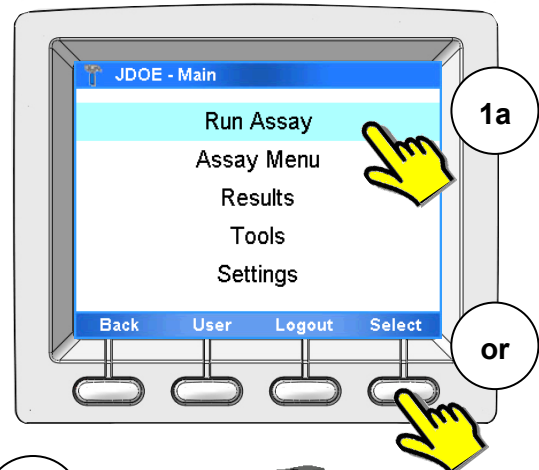 JDOE - Main
1a
Run Assay
Assay Menu
Results
Tools
Settings
Back User Logout Select
or